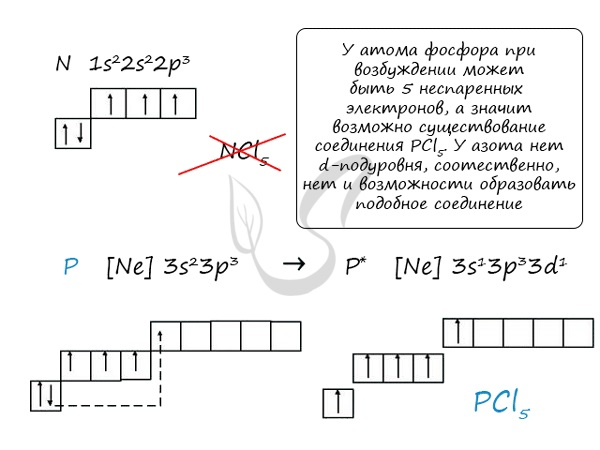 N 1s²2s²2p³
NCl₅
У атома фосфора при
возбуждении может
быть 5 неспаренных
электронов, а значит
возможно существование
соединения PCl₅. У азота нет
d-подуровня, соотественно,
нет и возможности образовать
подобное соединение
P [Ne] 3s²3p³ → P* [Ne] 3s¹3p³3d¹
PCl₅